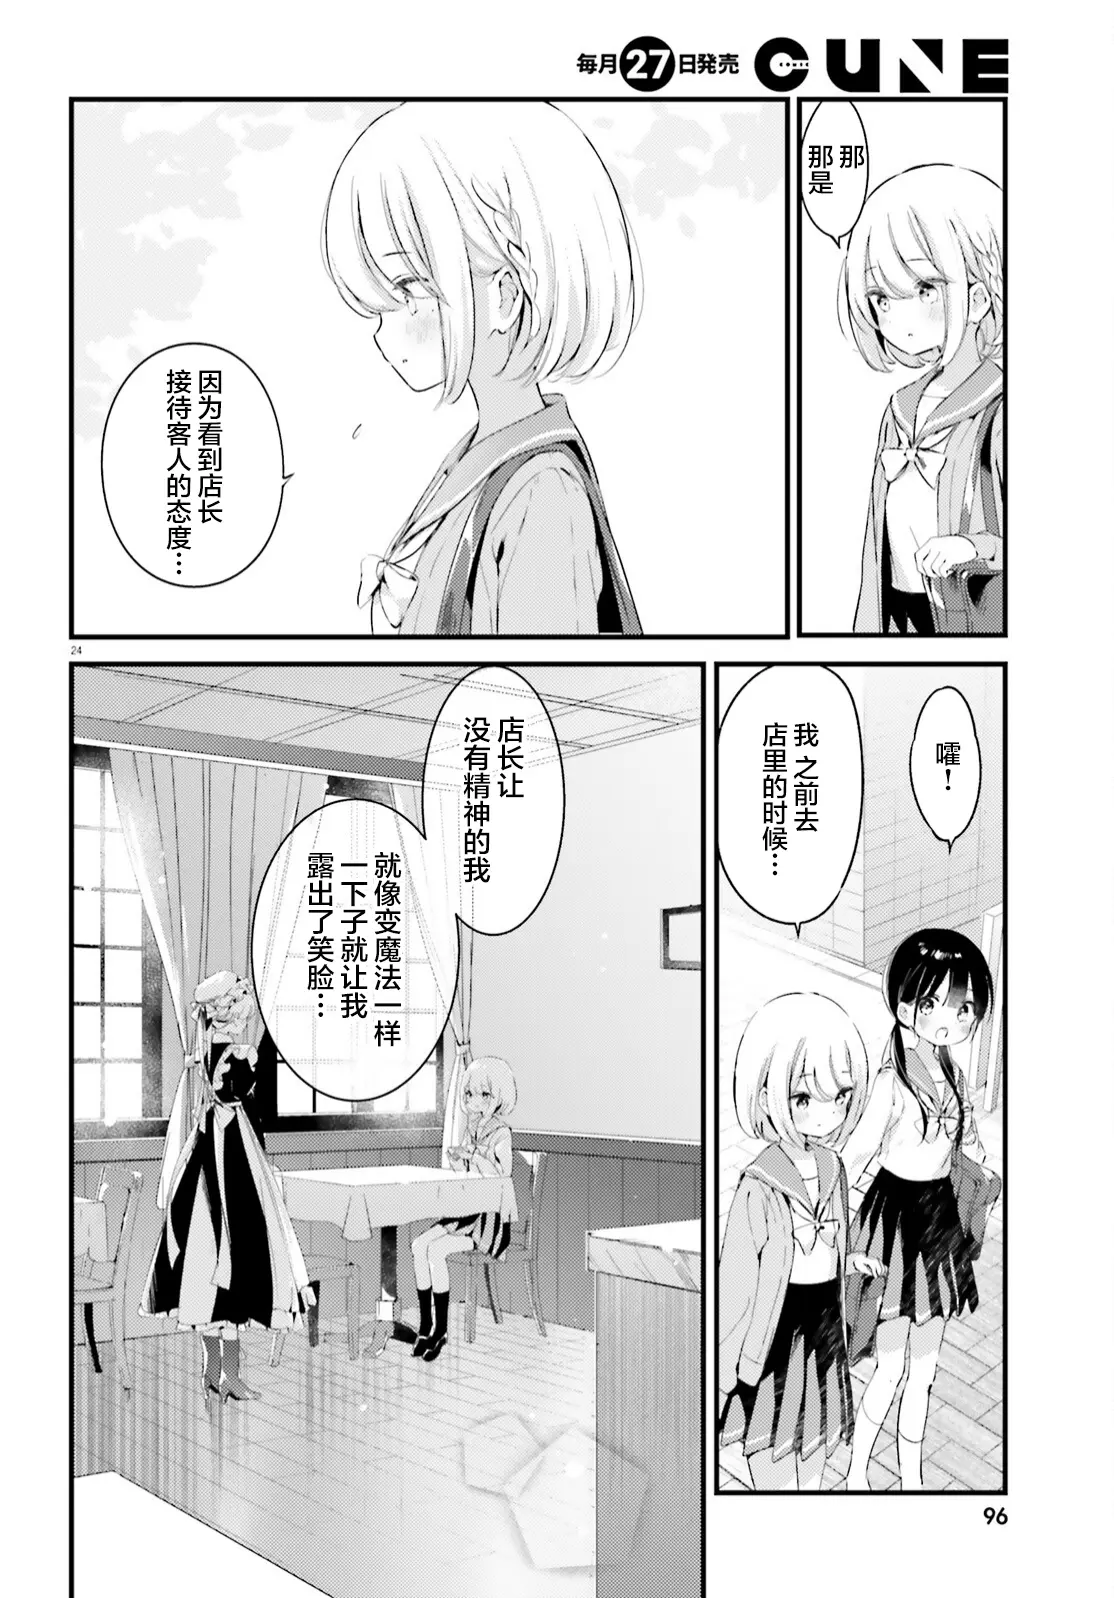 毎月27日発売 COMIC CUNE
那
那是
因为看到店长
接待客人的态度…
24
嚯！
我之前去
店里的时候…
店长让
没有精神的我
就像变魔法一样
一下子就让我
露出了笑脸…
96